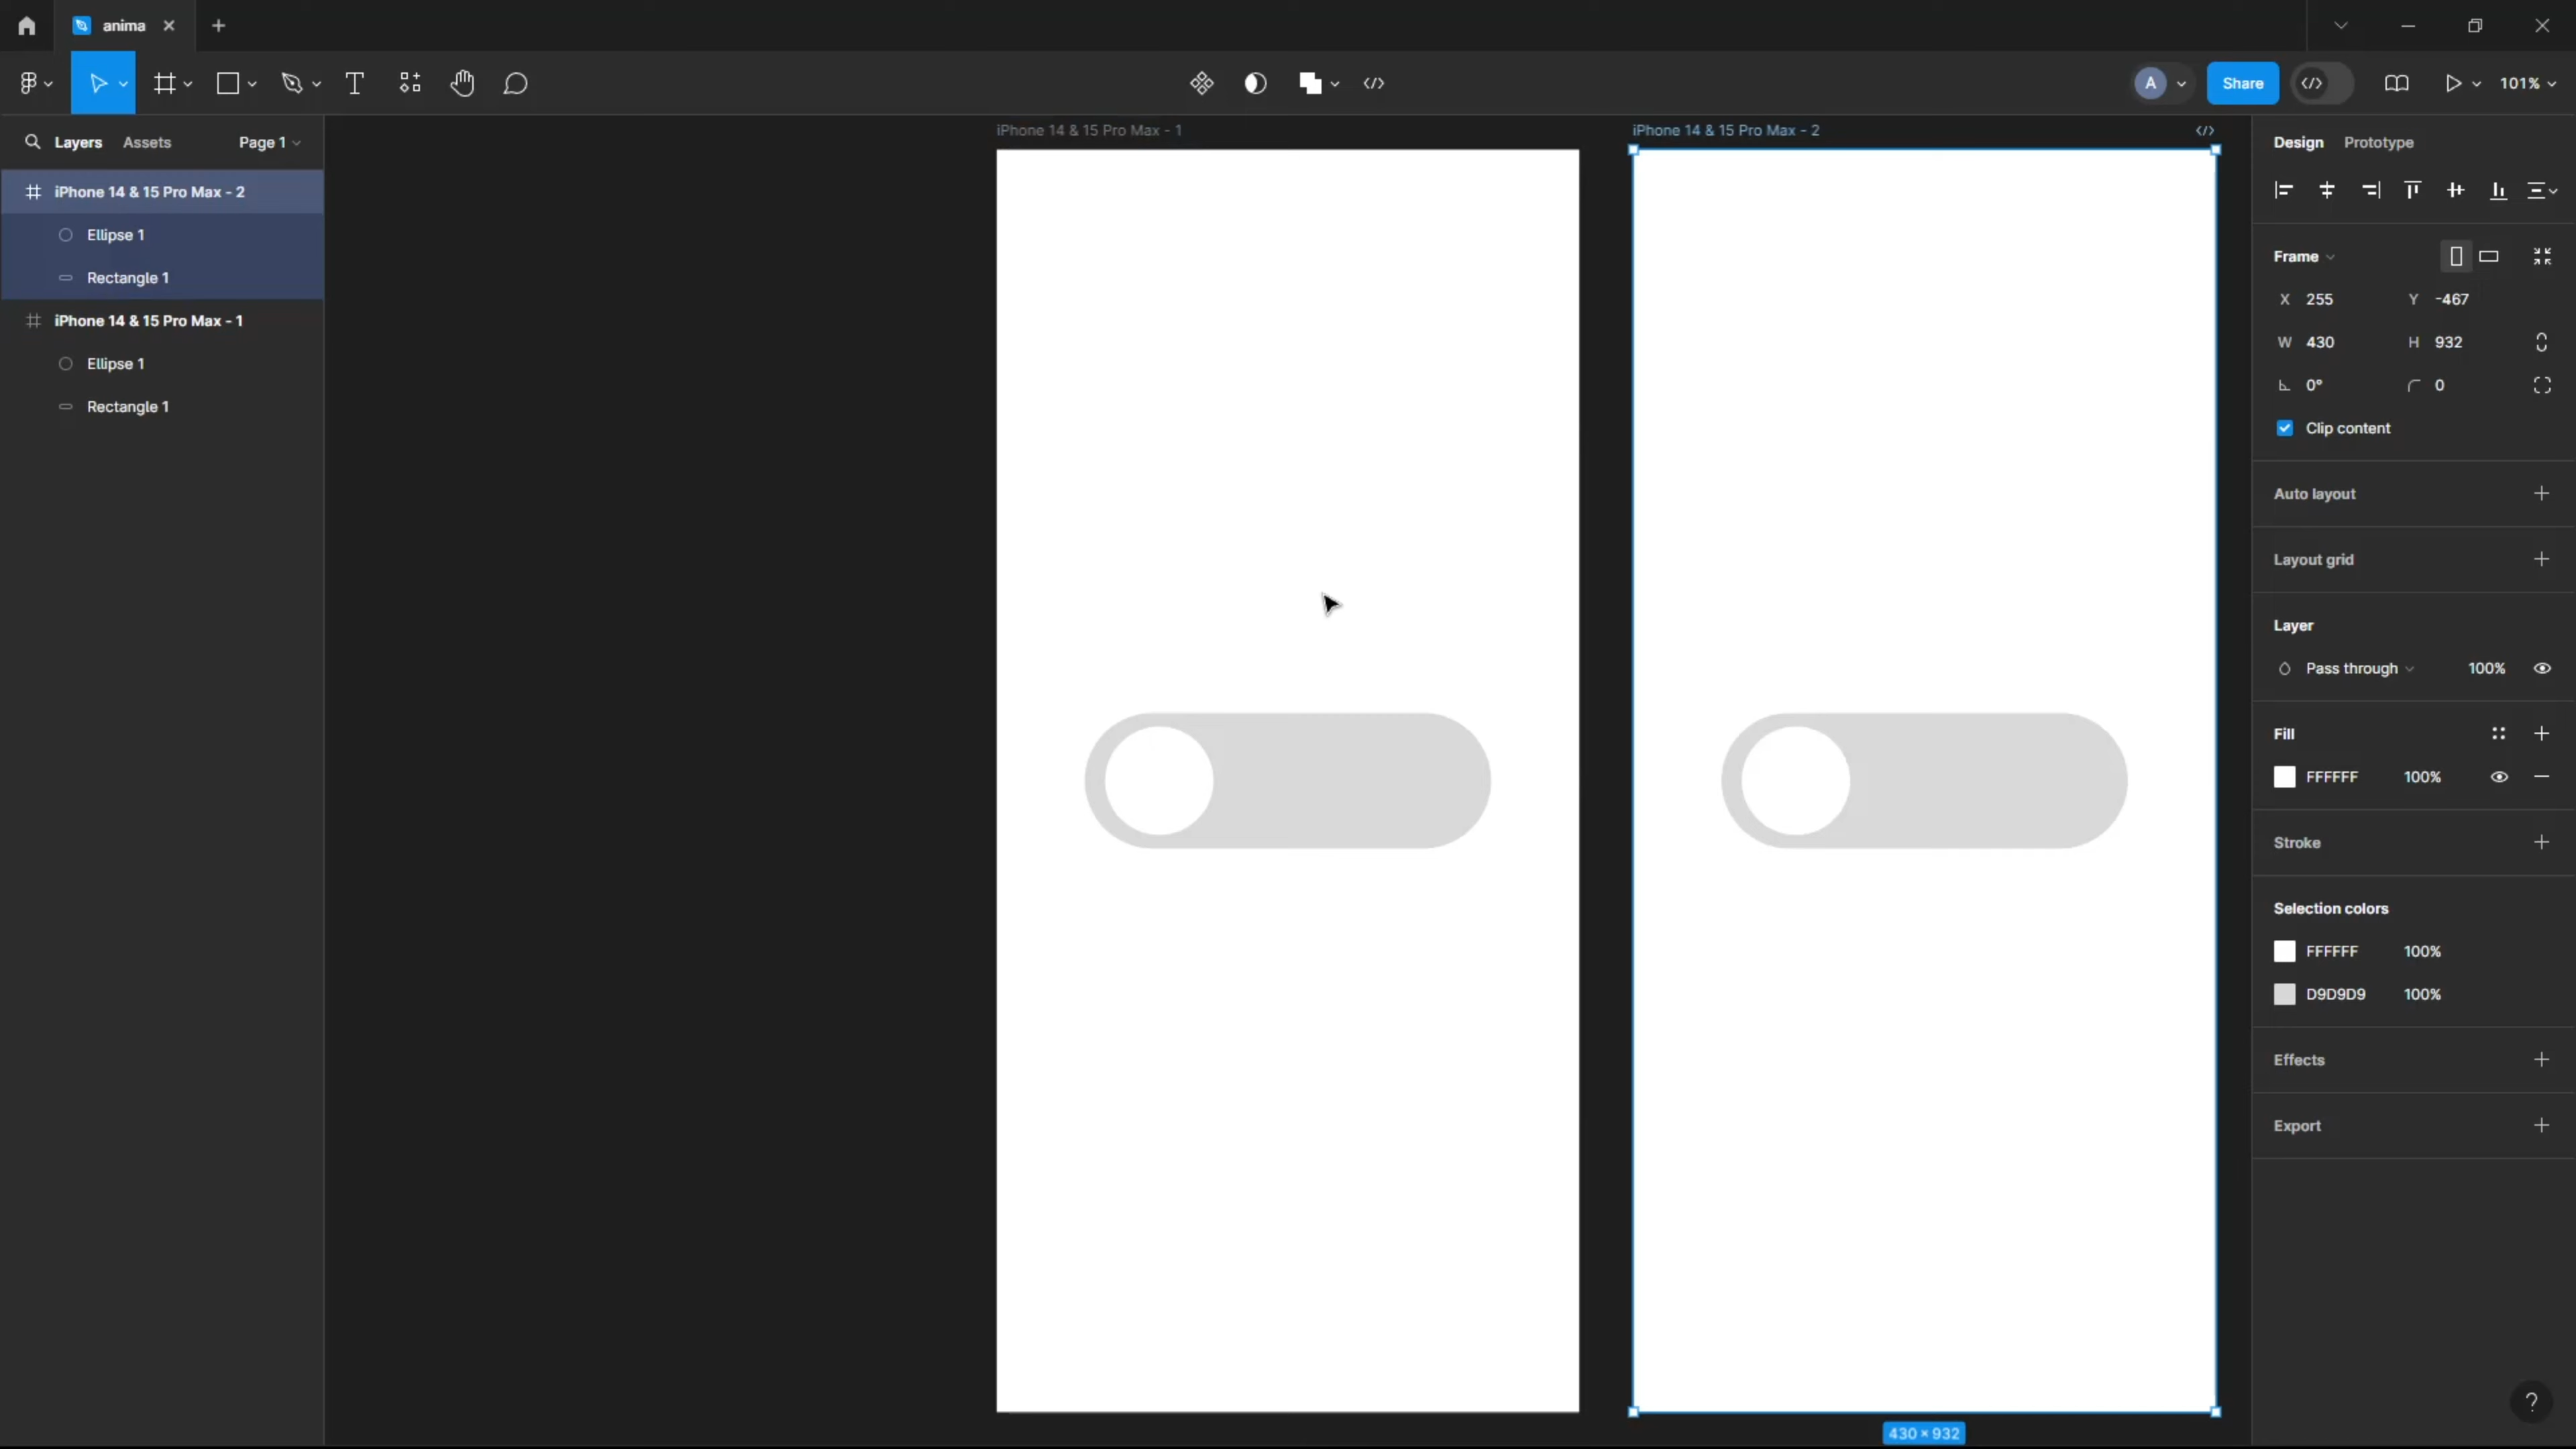 anima
A
Share
101%
Layers Assets Page 1
iPhone 14 & 15 Pro Max - 2
Ellipse 1
Rectangle 1
iPhone 14 & 15 Pro Max - 1
Ellipse 1
Rectangle 1
iPhone 14 & 15 Pro Max - 1
iPhone 14 & 15 Pro Max - 2
430 × 932
Design Prototype
Frame
X 255 Y -467
W 430 H 932
0° 0
Clip content
Auto layout
Layout grid
Layer
Pass through 100%
Fill
FFFFFF 100%
Stroke
Selection colors
FFFFFF 100%
D9D9D9 100%
Effects
Export
?